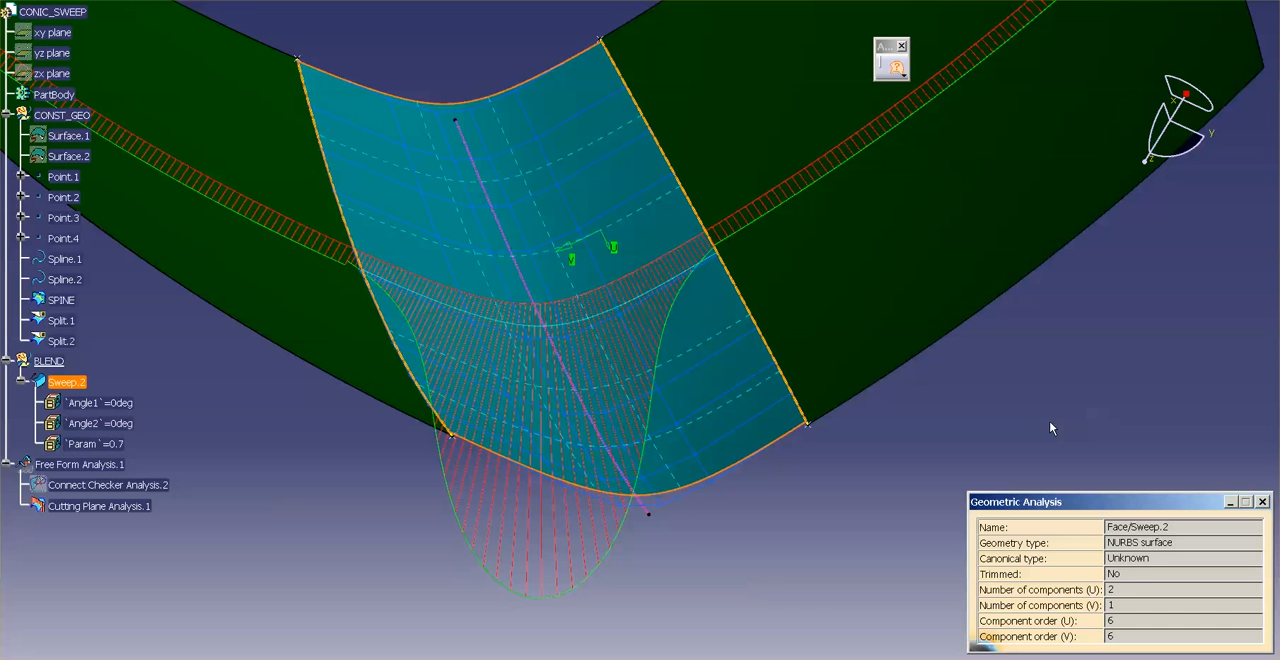 CONIC_SWEEP
xy plane
yz plane
zx plane
PartBody
CONST_GEO
Surface.1
Surface.2
Point.1
Point.2
Point.3
Point.4
Spline.1
Spline.2
SPINE
Split.1
Split.2
BLEND
Sweep.2
`Angle1`=0deg
`Angle2`=0deg
`Param`=0.7
Free Form Analysis.1
Connect Checker Analysis.2
Cutting Plane Analysis.1
U
v
A...
x
y
z
Geometric Analysis
Name: Face/Sweep.2
Geometry type: NURBS surface
Canonical type: Unknown
Trimmed: No
Number of components (U): 2
Number of components (V): 1
Component order (U): 6
Component order (V): 6